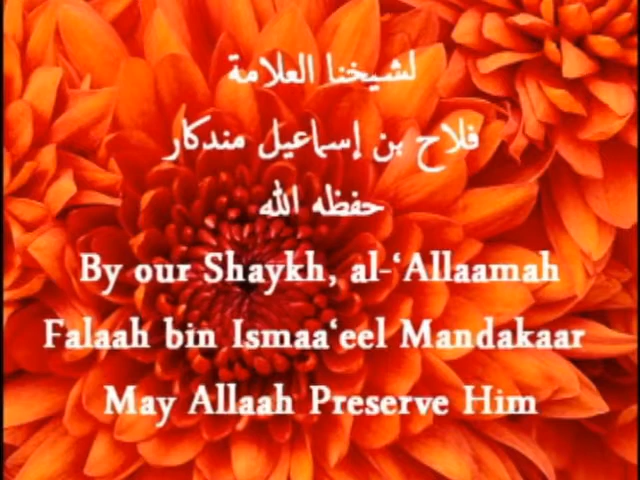 لشيخنا العلامة
فلاح بن إسماعيل مندكار
حفظه الله
By our Shaykh, al-‘Allaamah
Falaah bin Ismaa‘eel Mandakaar
May Allaah Preserve Him